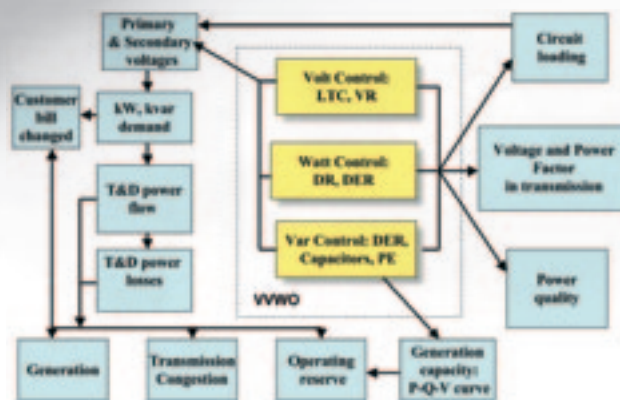 Primary
& Secondary
voltages
Circuit
loading
Volt Control:
LTC, VR
Customer
bill changed
kW, kvar
demand
Watt Control:
DR, DER
Voltage and Power
Factor
in transmission
T&D power
flow
Var Control: DER,
Capacitors, PE
T&D power
losses
Power
quality
VVWO
Generation
Transmission
Congestion
Operating
reserve
Generation
capacity:
P-Q-V curve